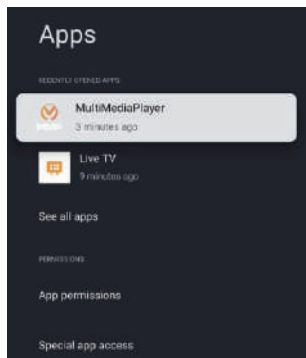 Apps
RECENTLY OPENED APPS
MultiMediaPlayer
3 minutes ago
Live TV
9 minutes ago
See all apps
PERMISSIONS
App permissions
Special app access